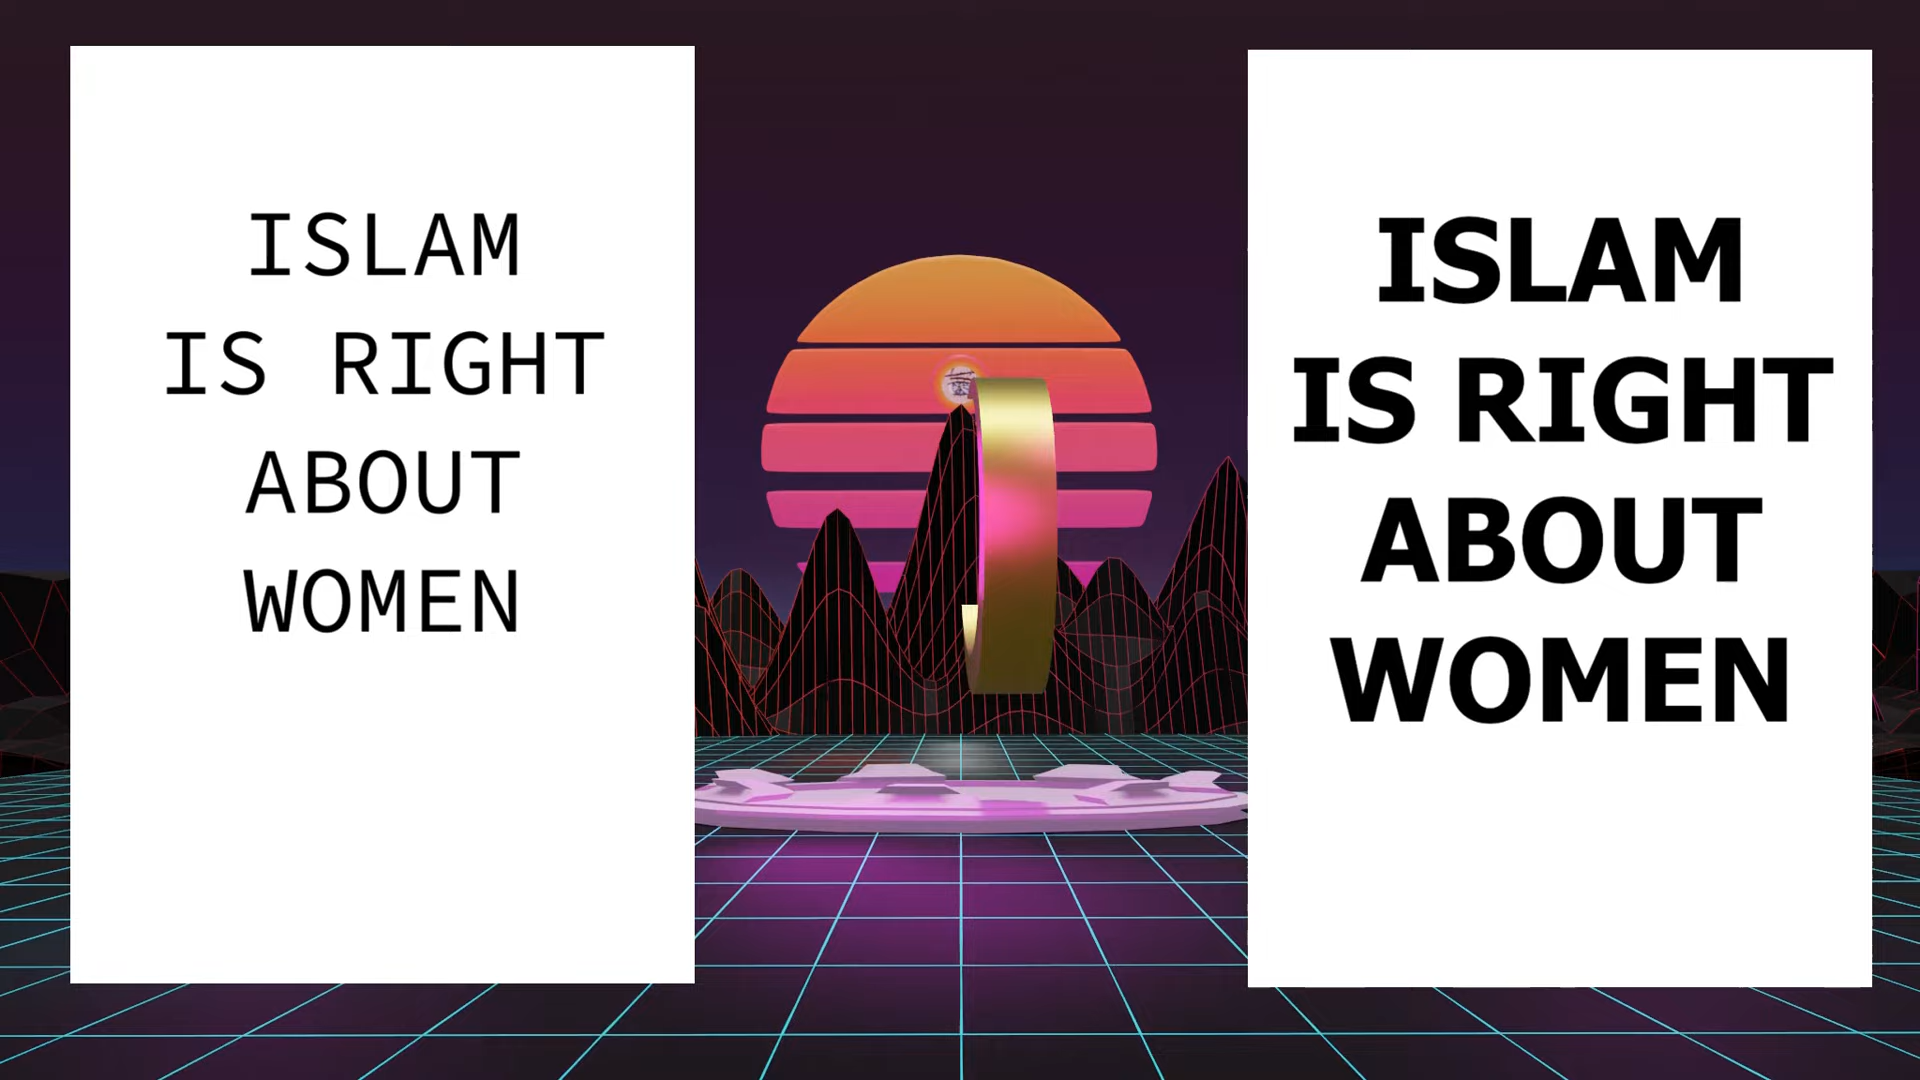 ISLAM
IS RIGHT
ABOUT
WOMEN
ISLAM
IS RIGHT
ABOUT
WOMEN